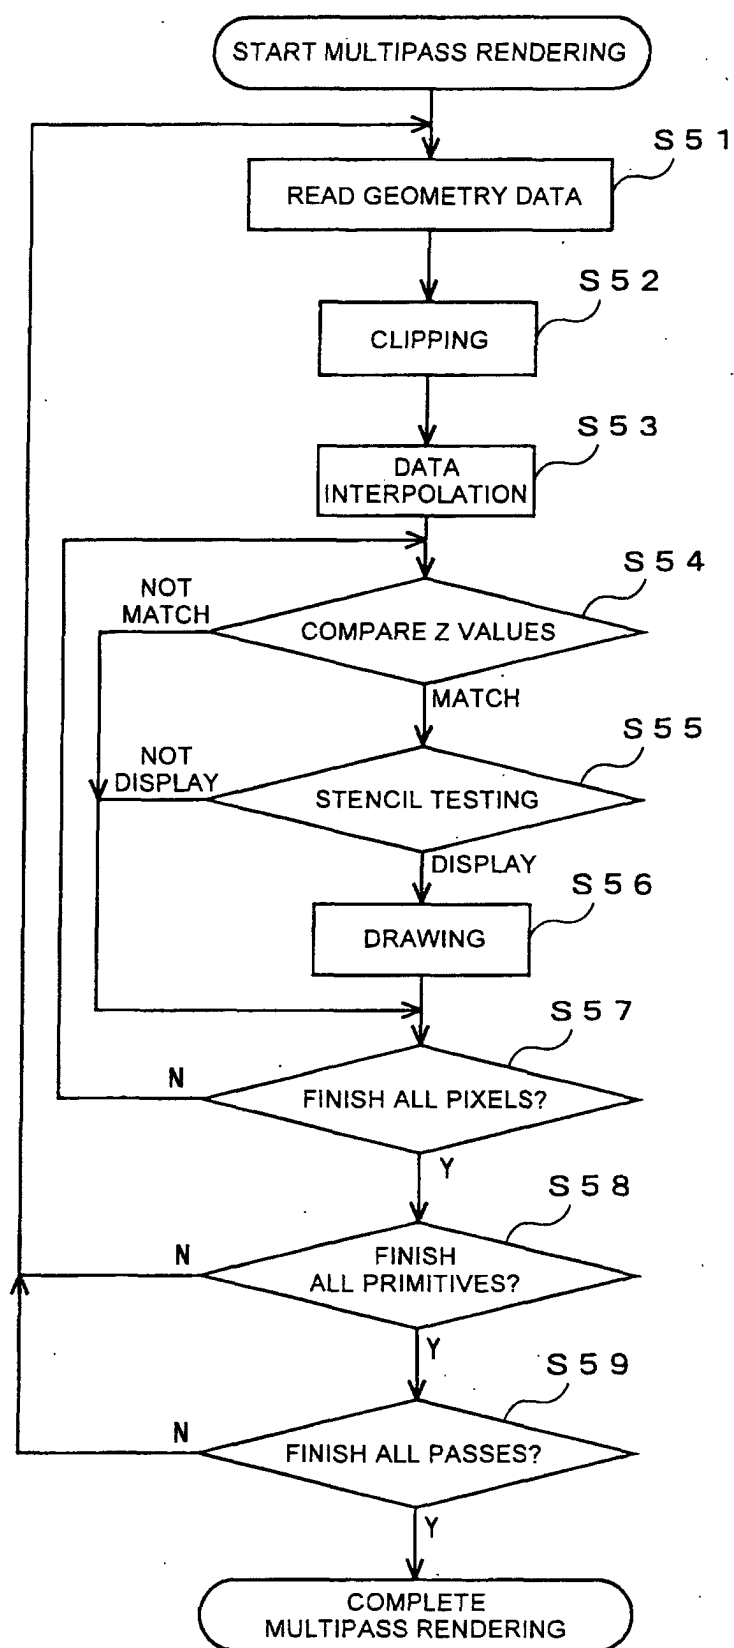 START MULTIPASS RENDERING
S51
READ GEOMETRY DATA
S52
CLIPPING
S53
DATA
INTERPOLATION
S54
NOT
MATCH
COMPARE Z VALUES
MATCH
S55
NOT
DISPLAY
STENCIL TESTING
DISPLAY
S56
DRAWING
S57
N
FINISH ALL PIXELS?
Y
S58
N
FINISH
ALL PRIMITIVES?
Y
S59
N
FINISH ALL PASSES?
Y
COMPLETE
MULTIPASS RENDERING